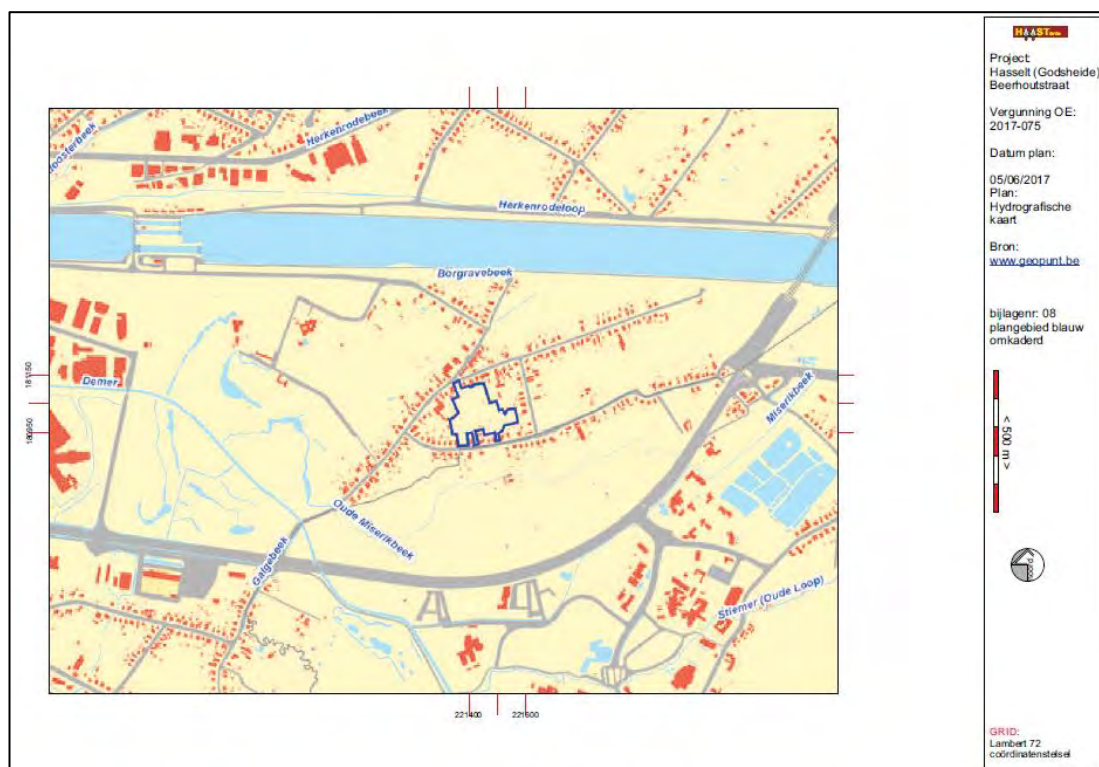 Herkenrodebeek
Herkenrodeloop
Borgravebeek
Demer
Miserikbeek
Oude Miserikbeek
Galgebeek
Stiemer (Oude Loop)
181150
180950
221400
221600
HAAST
Project:
Hasselt (Godsheide)
Beerhoutstraat
Vergunning OE:
2017-075
Datum plan:
05/06/2017
Plan:
Hydrografische
kaart
Bron:
www.geopunt.be
bijlagenr: 08
plangebied blauw
omkaderd
< 500 m >
GRID:
Lambert 72
coördinatenstelsel